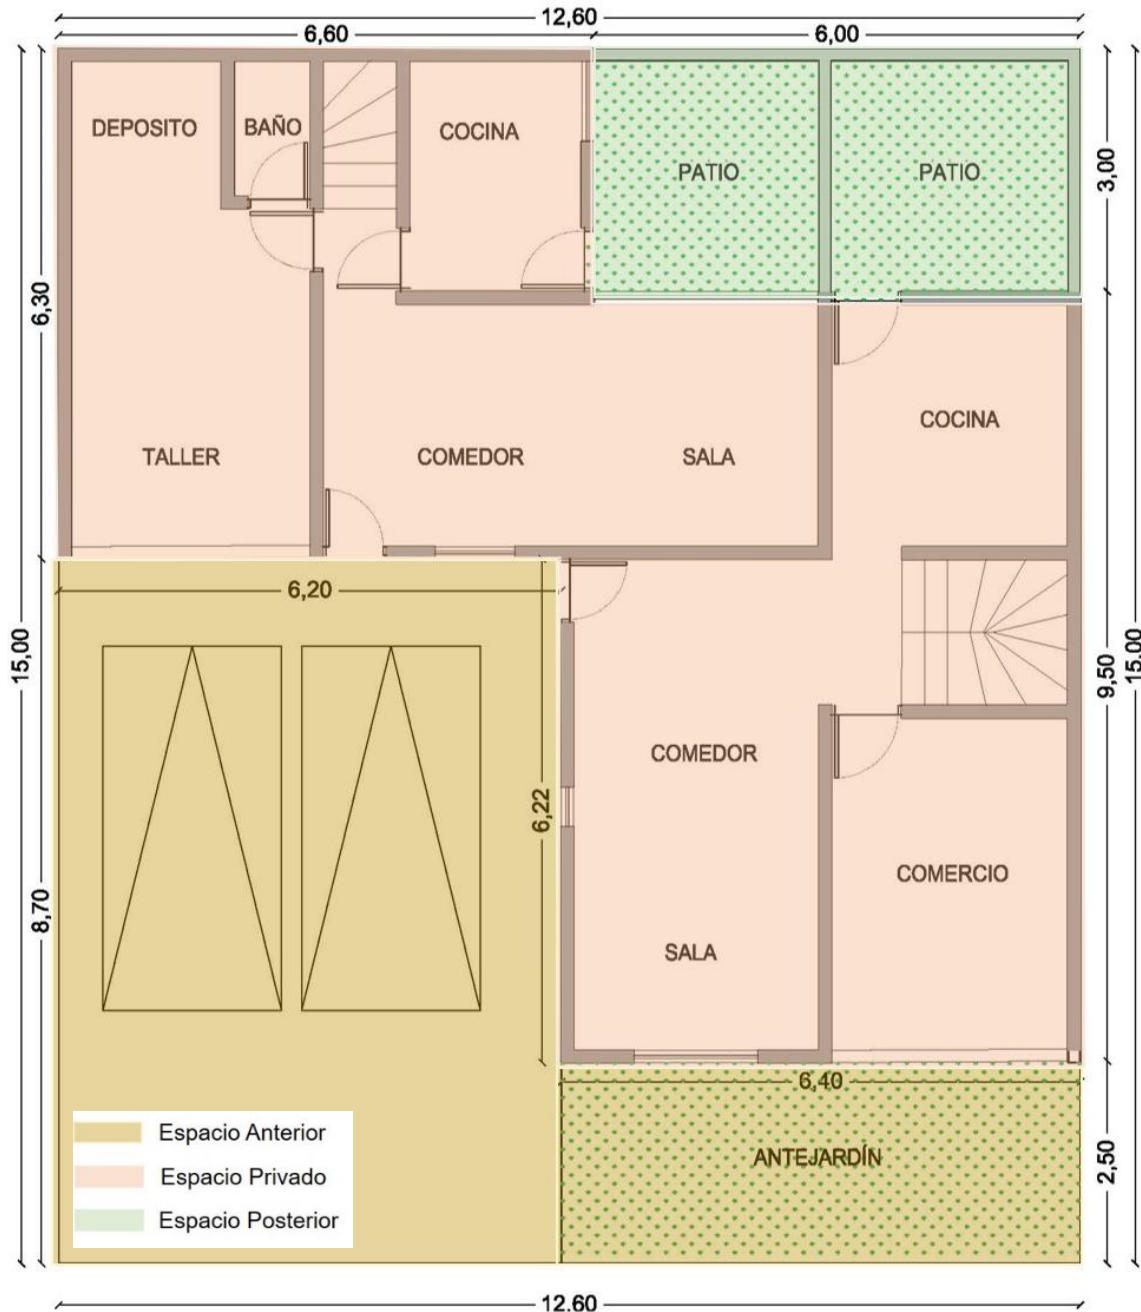 12,60
6,60
6,00
DEPOSITO
BAÑO
COCINA
PATIO
PATIO
3,00
6,30
COCINA
TALLER
COMEDOR
SALA
6,20
15,00
9,50
15,00
COMEDOR
6,22
COMERCIO
8,70
SALA
6,40
Espacio Anterior
ANTEJARDÍN
2,50
Espacio Privado
Espacio Posterior
12,60